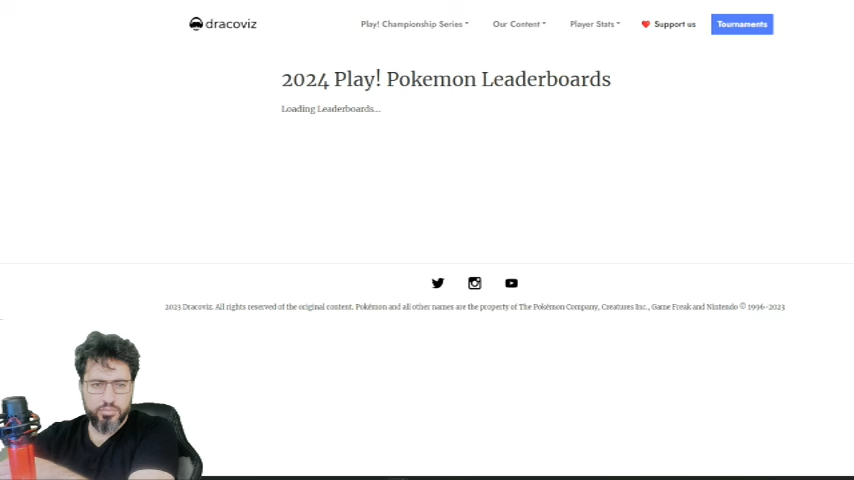 dracoviz
Play! Championship Series
Our Content
Player Stats
Support us
Tournaments
2024 Play! Pokemon Leaderboards
Loading Leaderboards...
2023 Dracoviz. All rights reserved of the original content. Pokémon and all other names are the property of The Pokémon Company, Creatures Inc., Game Freak and Nintendo © 1996-2023